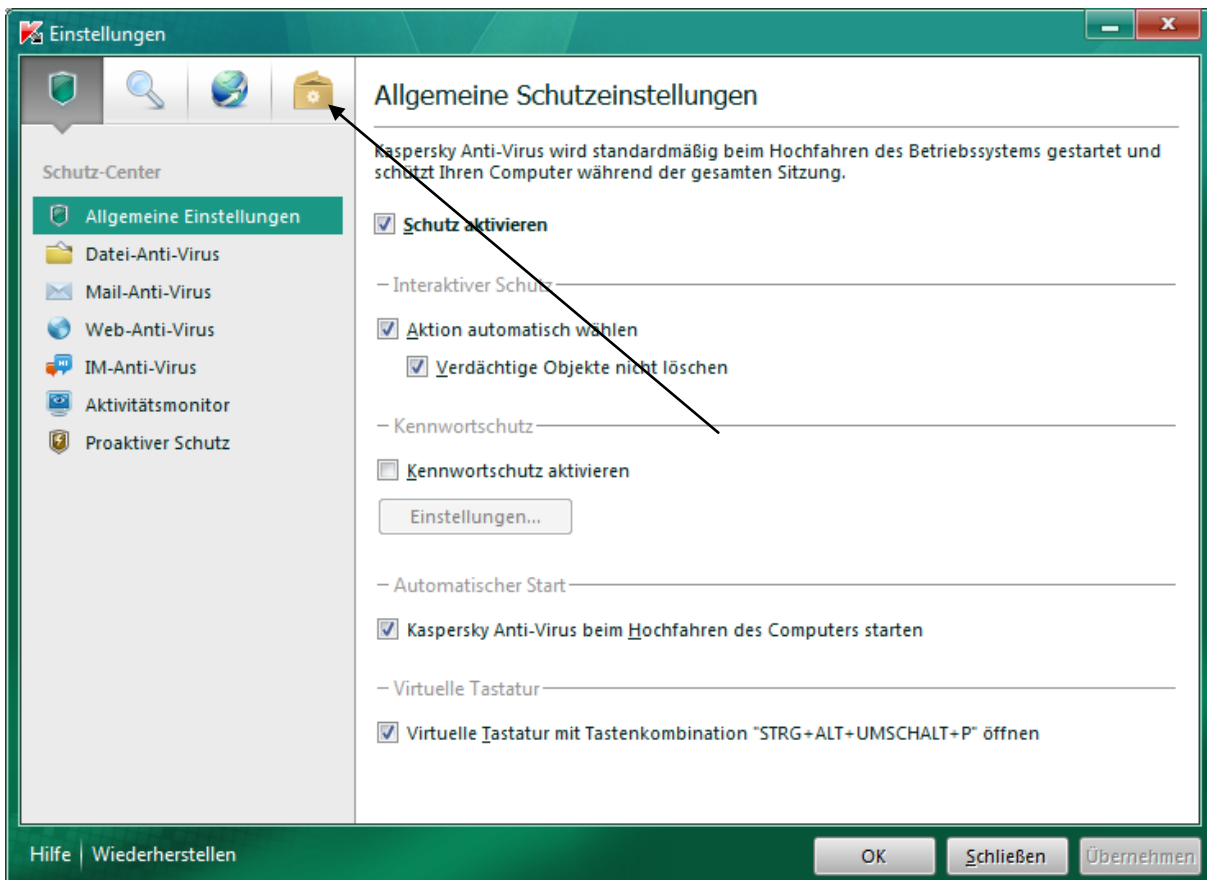 Einstellungen
Allgemeine Schutzeinstellungen
Kaspersky Anti-Virus wird standardmäßig beim Hochfahren des Betriebssystems gestartet und
schützt Ihren Computer während der gesamten Sitzung.
Schutz-Center
Allgemeine Einstellungen
Datei-Anti-Virus
Mail-Anti-Virus
Web-Anti-Virus
IM-Anti-Virus
Aktivitätsmonitor
Proaktiver Schutz
Schutz aktivieren
Interaktiver Schutz
Aktion automatisch wählen
Verdächtige Objekte nicht löschen
Kennwortschutz
Kennwortschutz aktivieren
Einstellungen...
Automatischer Start
Kaspersky Anti-Virus beim Hochfahren des Computers starten
Virtuelle Tastatur
Virtuelle Tastatur mit Tastenkombination "STRG+ALT+UMSCHALT+P" öffnen
Hilfe | Wiederherstellen
OK
Schließen
Übernehmen